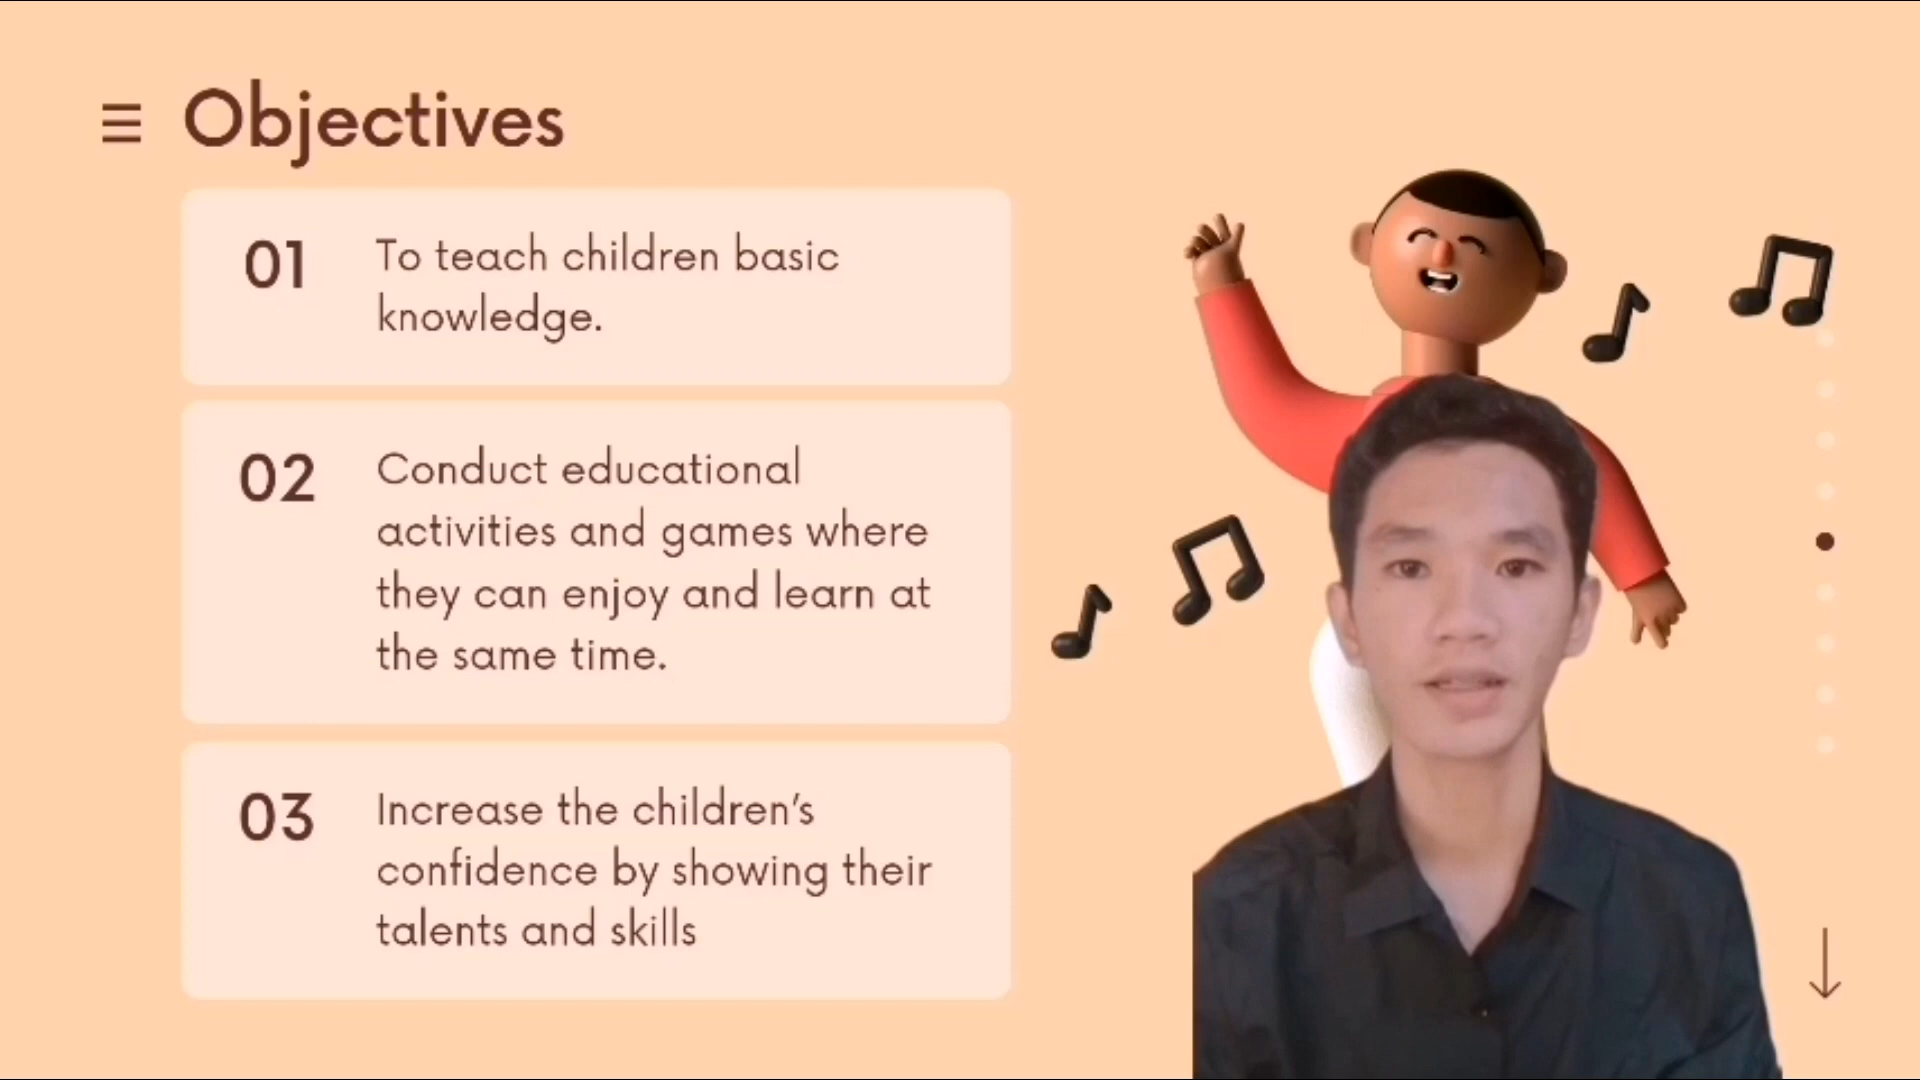 Objectives
01
To teach children basic
knowledge.
02
Conduct educational
activities and games where
they can enjoy and learn at
the same time.
03
Increase the children's
confidence by showing their
talents and skills